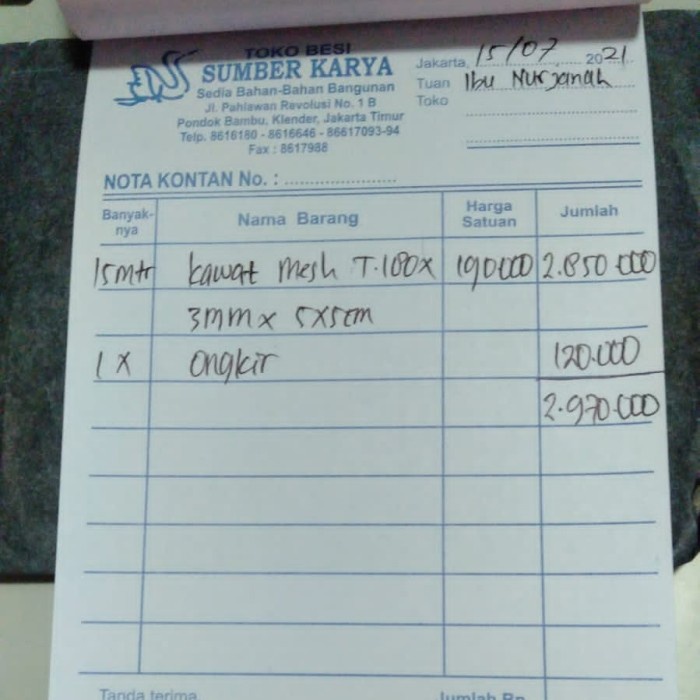 TOKO BESI
SUMBER KARYA
Sedia Bahan-Bahan Bangunan
Jl. Pahlawan Revolusi No. 1 B
Pondok Bambu, Klender, Jakarta Timur
Telp. 8616180 - 8616646 - 86617093-94
Fax : 8617988
Jakarta, 15/07 2021
Tuan Ibu Nurjanah
Toko
NOTA KONTAN No. :
Banyak-nya Nama Barang Harga Satuan Jumlah
15mtr kawat mesh T.180x 190000 2.850.000
3mm x 5x5cm
1 x ongkir 120.000
2.970.000
Tanda terima Jumlah Rp.